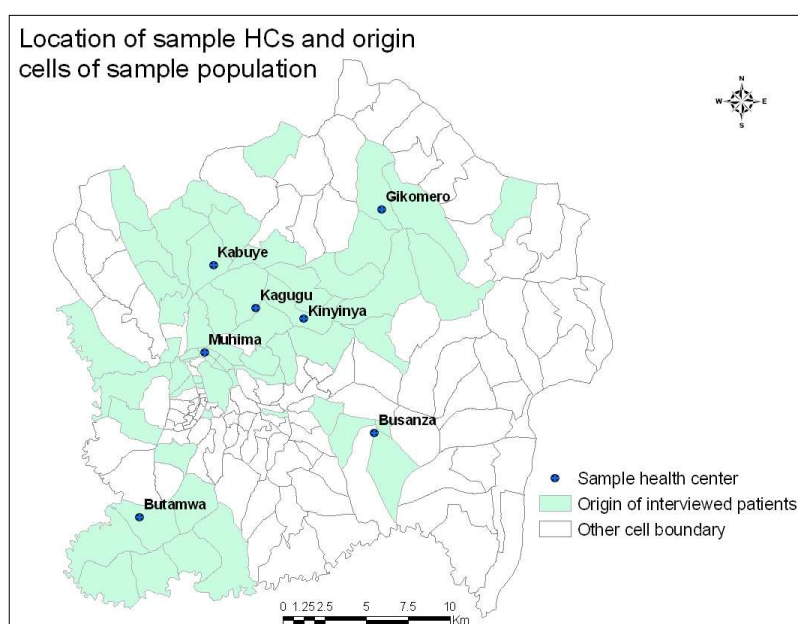 Location of sample HCs and origin
cells of sample population
N
W E
S
Gikomero
Kabuye
Kagugu
Kinyinya
Muhima
Busanza
Butamwa
Sample health center
Origin of interviewed patients
Other cell boundary
0 1.25 2.5 5 7.5 10
Km